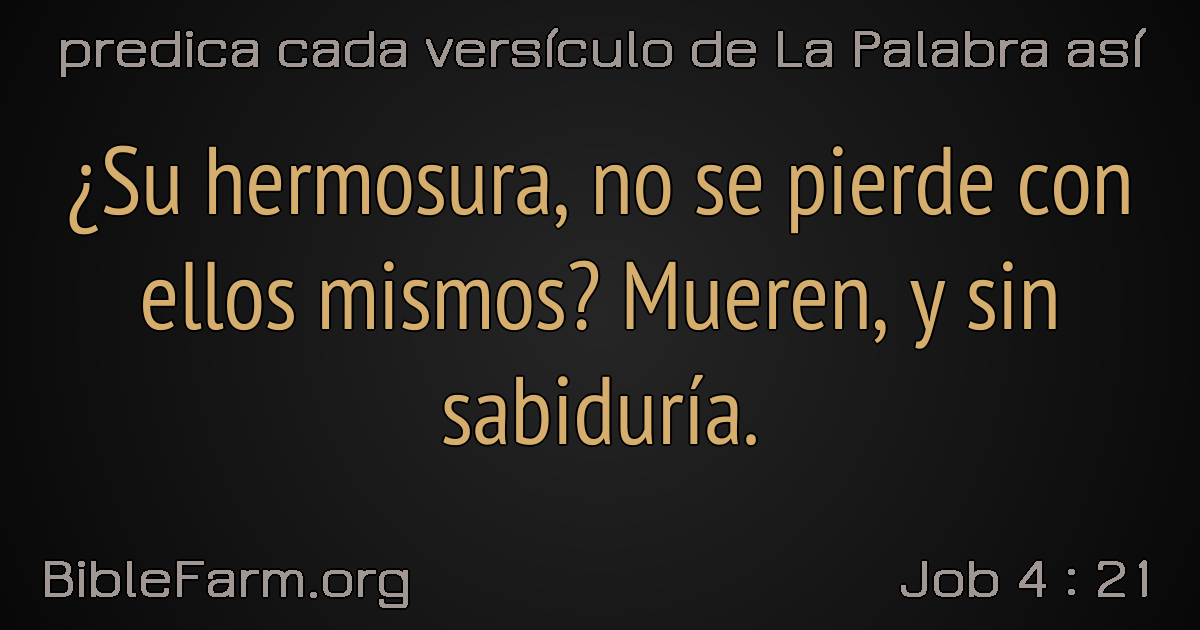 predica cada versículo de La Palabra así
¿Su hermosura, no se pierde con
ellos mismos? Mueren, y sin
sabiduría.
BibleFarm.org
Job 4 : 21